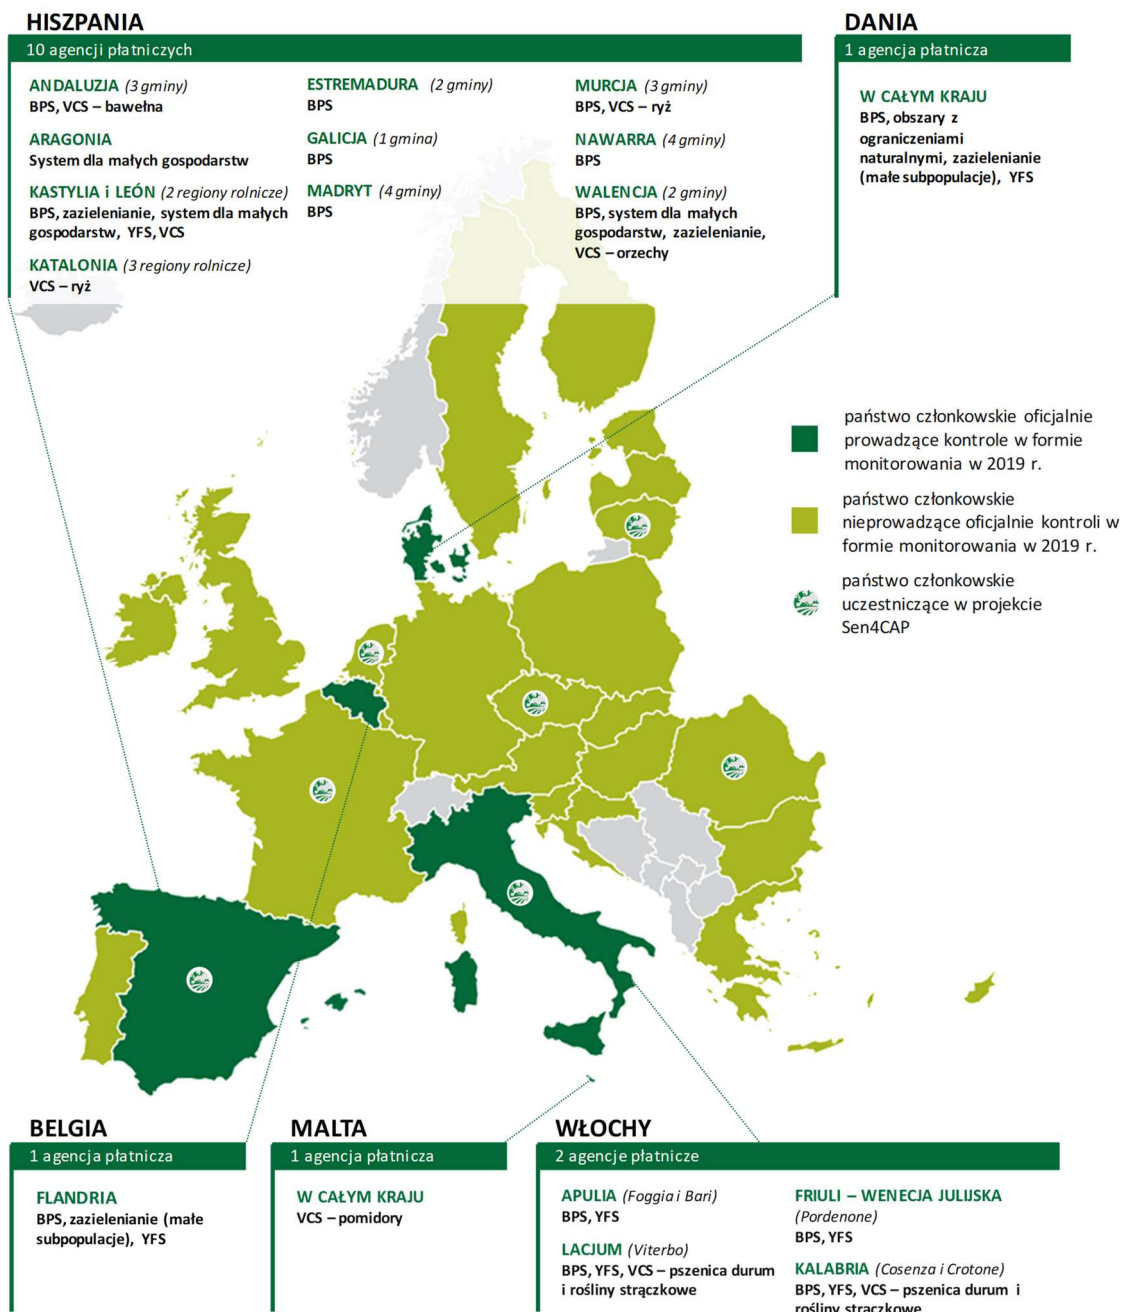 HISZPANIA
10 agencji płatniczych
ANDALUZJA (3 gminy)
BPS, VCS – bawełna
ARAGONIA
System dla małych gospodarstw
KASTYLIA i LEÓN (2 regiony rolnicze)
BPS, zazielenianie, system dla małych
gospodarstw, YFS, VCS
KATALONIA (3 regiony rolnicze)
VCS – ryż
ESTREMADURA (2 gminy)
BPS
GALICJA (1 gmina)
BPS
MADRYT (4 gminy)
BPS
MURCJA (3 gminy)
BPS, VCS – ryż
NAWARRA (4 gminy)
BPS
WALENCJA (2 gminy)
BPS, system dla małych
gospodarstw, zazielenianie,
VCS – orzechy
DANIA
1 agencja płatnicza
W CAŁYM KRAJU
BPS, obszary z
ograniczeniami
naturalnymi, zazielenianie
(małe subpopulacje), YFS
państwo członkowskie oficjalnie
prowadzące kontrole w formie
monitorowania w 2019 r.
państwo członkowskie
nieprowadzące oficjalnie kontroli w
formie monitorowania w 2019 r.
państwo członkowskie
uczestniczące w projekcie
Sen4CAP
BELGIA
1 agencja płatnicza
FLANDRIA
BPS, zazielenianie (małe
subpopulacje), YFS
MALTA
1 agencja płatnicza
W CAŁYM KRAJU
VCS – pomidory
WŁOCHY
2 agencje płatnicze
APULIA (Foggia i Bari)
BPS, YFS
LACJUM (Viterbo)
BPS, YFS, VCS – pszenica durum
i rośliny strączkowe
FRIULI – WENECJA JULIJSKA
(Pordenone)
BPS, YFS
KALABRIA (Cosenza i Crotone)
BPS, YFS, VCS – pszenica durum i
rośliny strączkowe